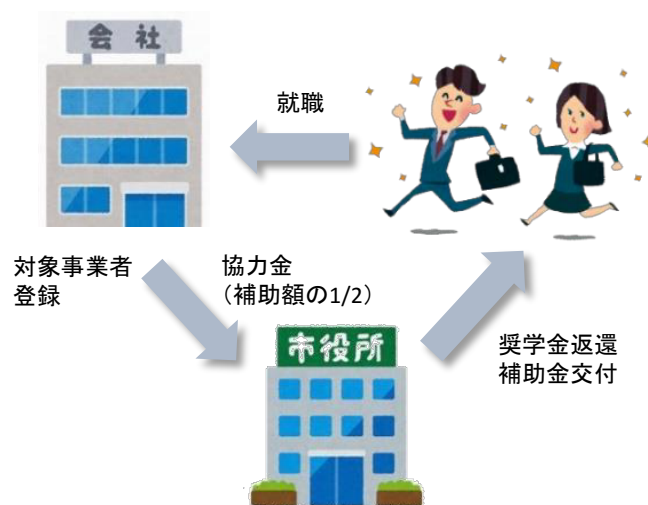 会社
就職
対象事業者
登録
協力金
（補助額の1/2）
市役所
奨学金返還
補助金交付